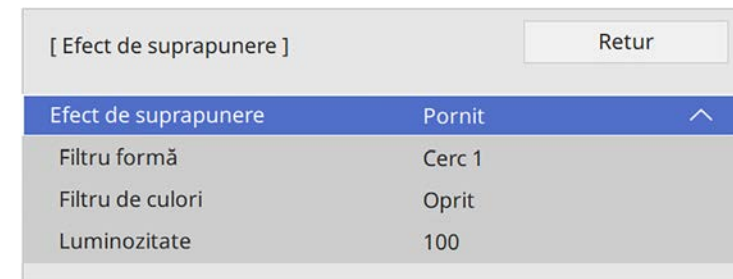 [ Efect de suprapunere ] Retur
Efect de suprapunere Pornit
Filtru formă Cerc 1
Filtru de culori Oprit
Luminozitate 100